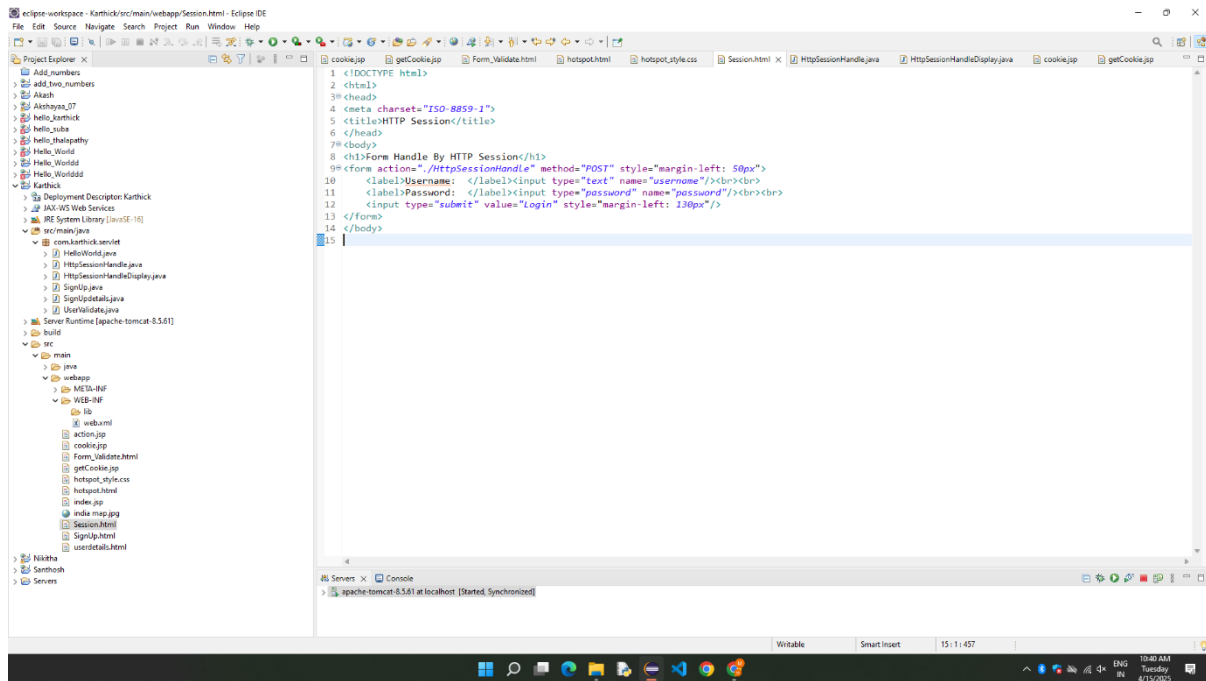 eclipse-workspace - Karthick/src/main/webapp/Session.html - Eclipse IDE
File Edit Source Navigate Search Project Run Window Help
Project Explorer
cookie.jsp getCookie.jsp Form_Validate.html hotspot.html hotspot_style.css Session.html HttpSessionHandle.java HttpSessionHandleDisplay.java cookie.jsp getCookie.jsp
Add_numbers
add_two_numbers
Akash
Akshayaa_07
hello_karthick
hello_suba
hello_thalapathy
Hello_World
Hello_Worldd
Hello_Worlddd
Karthick
Deployment Descriptor: Karthick
JAX-WS Web Services
JRE System Library [JavaSE-16]
src/main/java
com.karthick.servlet
HelloWorld.java
HttpSessionHandle.java
HttpSessionHandleDisplay.java
SignUp.java
SignUpdetails.java
UserValidate.java
Server Runtime [apache-tomcat-8.5.61]
build
src
main
java
webapp
META-INF
WEB-INF
lib
web.xml
action.jsp
cookie.jsp
Form_Validate.html
getCookie.jsp
hotspot_style.css
hotspot.html
index.jsp
india map.jpg
Session.html
SignUp.html
userdetails.html
Nikitha
Santhosh
Servers
1 <!DOCTYPE html>
2 <html>
3 <head>
4 <meta charset="ISO-8859-1">
5 <title>HTTP Session</title>
6 </head>
7 <body>
8 <h1>Form Handle By HTTP Session</h1>
9 <form action="./HttpSessionHandle" method="POST" style="margin-left: 50px">
10 <label>Username: </label><input type="text" name="username"/><br><br>
11 <label>Password: </label><input type="password" name="password"/><br><br>
12 <input type="submit" value="Login" style="margin-left: 130px"/>
13 </form>
14 </body>
15
Servers Console
apache-tomcat-8.5.61 at localhost [Started, Synchronized]
Writable Smart Insert 15 : 1 : 457
ENG
IN
10:40 AM
Tuesday
4/15/2025